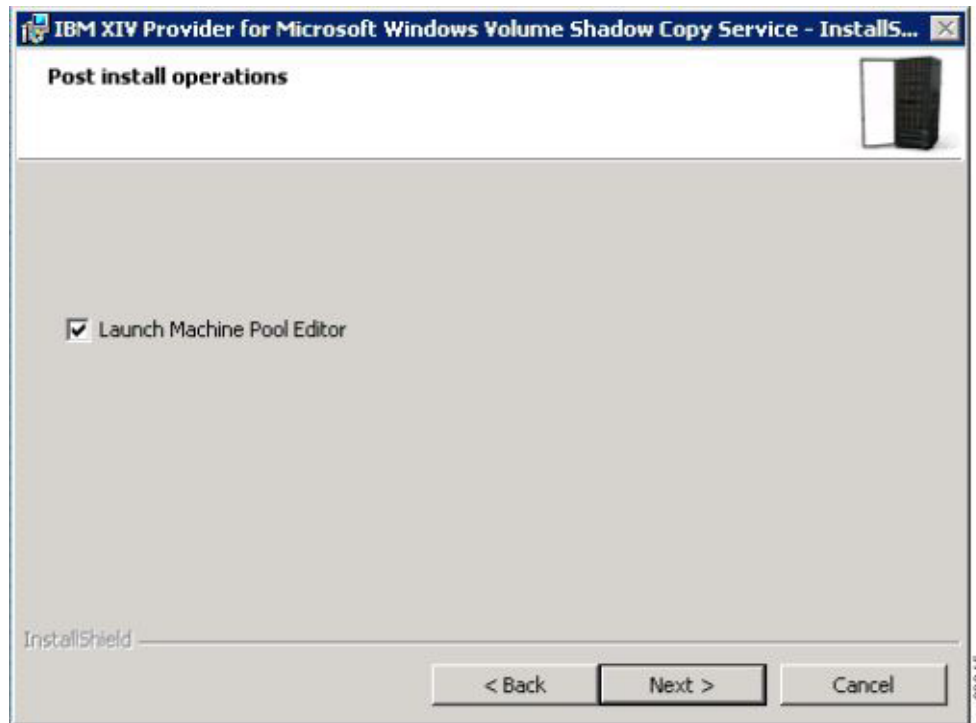 IBM XIV Provider for Microsoft Windows Volume Shadow Copy Service - InstallS...
Post install operations
Launch Machine Pool Editor
InstallShield
< Back
Next >
Cancel